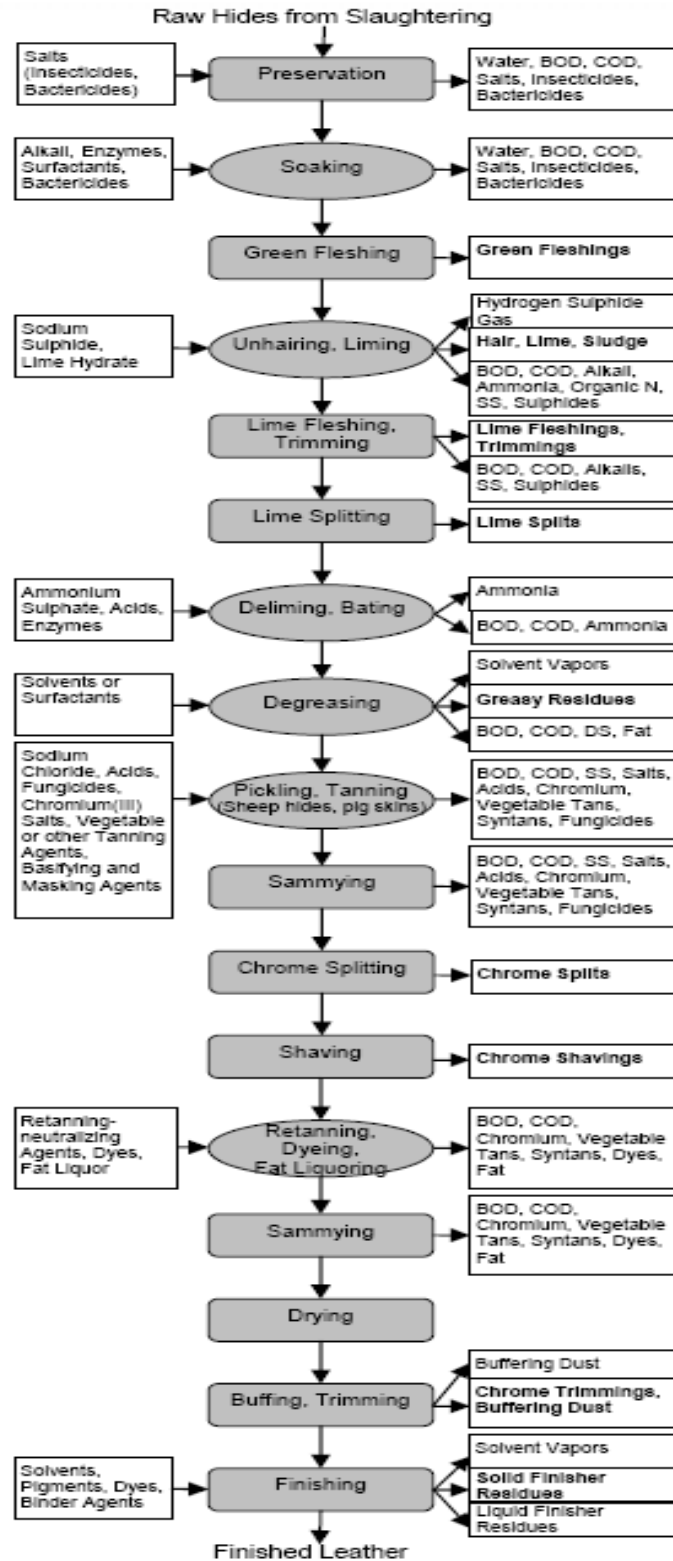 Raw Hides from Slaughtering
Salts
(Insecticides,
Bactericides)
Preservation
Water, BOD, COD,
Salts, Insecticides,
Bactericides
Alkali, Enzymes,
Surfactants,
Bactericides
Soaking
Water, BOD, COD,
Salts, Insecticides,
Bactericides
Green Fleshing
Green Fleshings
Sodium
Sulphide,
Lime Hydrate
Unhairing, Liming
Hydrogen Sulphide
Gas
Hair, Lime, Sludge
BOD, COD, Alkali,
Ammonia, Organic N,
SS, Sulphides
Lime Fleshing,
Trimming
Lime Fleshings,
Trimmings
BOD, COD, Alkalis,
SS, Sulphides
Lime Splitting
Lime Splits
Ammonium
Sulphate, Acids,
Enzymes
Deliming, Bating
Ammonia
BOD, COD, Ammonia
Solvents or
Surfactants
Degreasing
Solvent Vapors
Greasy Residues
BOD, COD, DS, Fat
Sodium
Chloride, Acids,
Fungicides,
Chromium(III)
Salts, Vegetable
or other Tanning
Agents,
Basifying and
Masking Agents
Pickling, Tanning
(Sheep hides, pig skins)
BOD, COD, SS, Salts,
Acids, Chromium,
Vegetable Tans,
Syntans, Fungicides
Sammying
BOD, COD, SS, Salts,
Acids, Chromium,
Vegetable Tans,
Syntans, Fungicides
Chrome Splitting
Chrome Splits
Shaving
Chrome Shavings
Retanning-
neutralizing
Agents, Dyes,
Fat Liquor
Retanning,
Dyeing,
Fat Liquoring
BOD, COD,
Chromium, Vegetable
Tans, Syntans, Dyes,
Fat
Sammying
BOD, COD,
Chromium, Vegetable
Tans, Syntans, Dyes,
Fat
Drying
Buffing, Trimming
Buffering Dust
Chrome Trimmings,
Buffering Dust
Solvents,
Pigments, Dyes,
Binder Agents
Finishing
Solvent Vapors
Solid Finisher
Residues
Liquid Finisher
Residues
Finished Leather